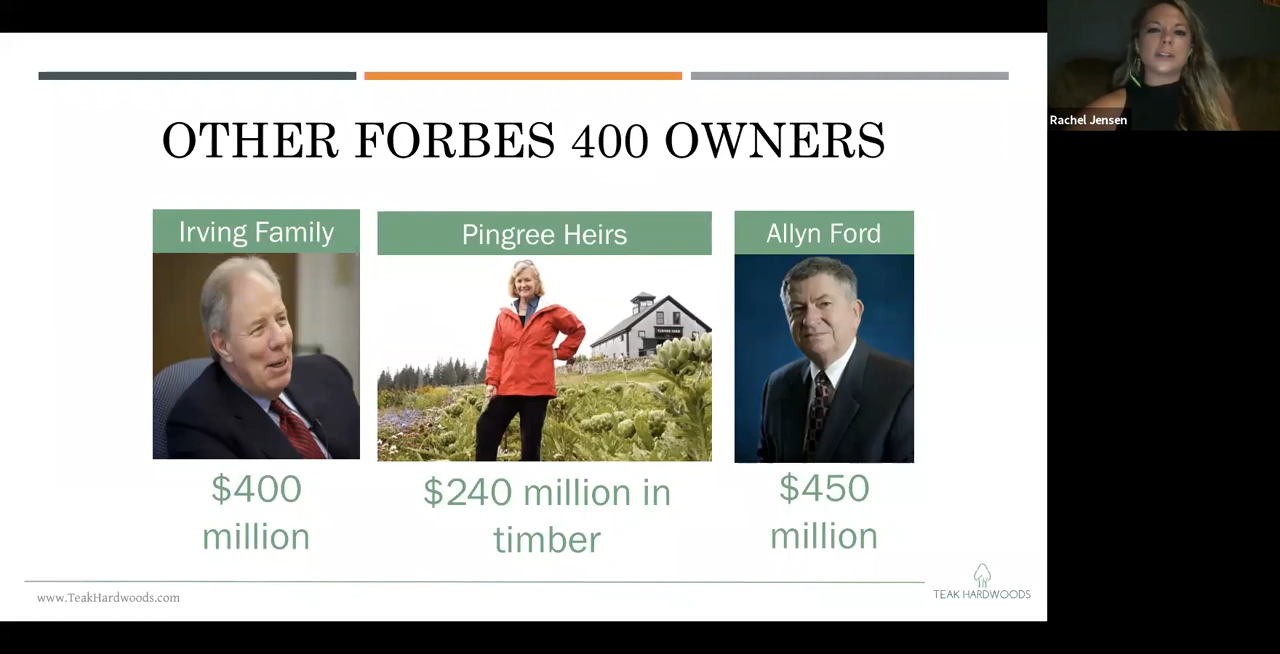 Rachel Jensen
OTHER FORBES 400 OWNERS
Irving Family
Pingree Heirs
Allyn Ford
$400
million
$240 million in
timber
$450
million
www.TeakHardwoods.com
TEAK HARDWOODS